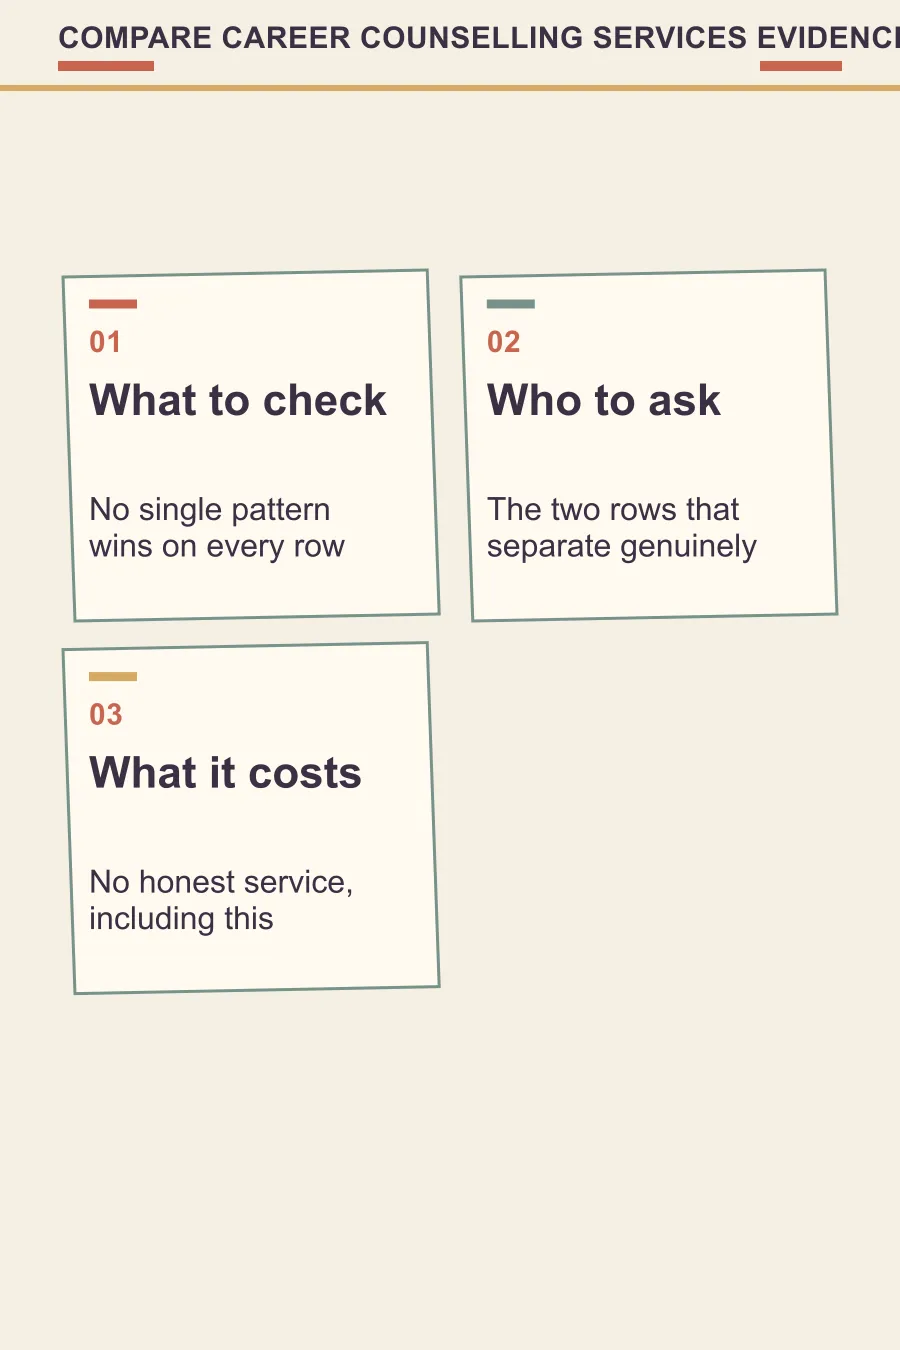 COMPARE CAREER COUNSELLING SERVICES
01
What to check
No single pattern
wins on every row
02
Who to ask
The two rows that
separate genuinely
03
What it costs
No honest service,
including this